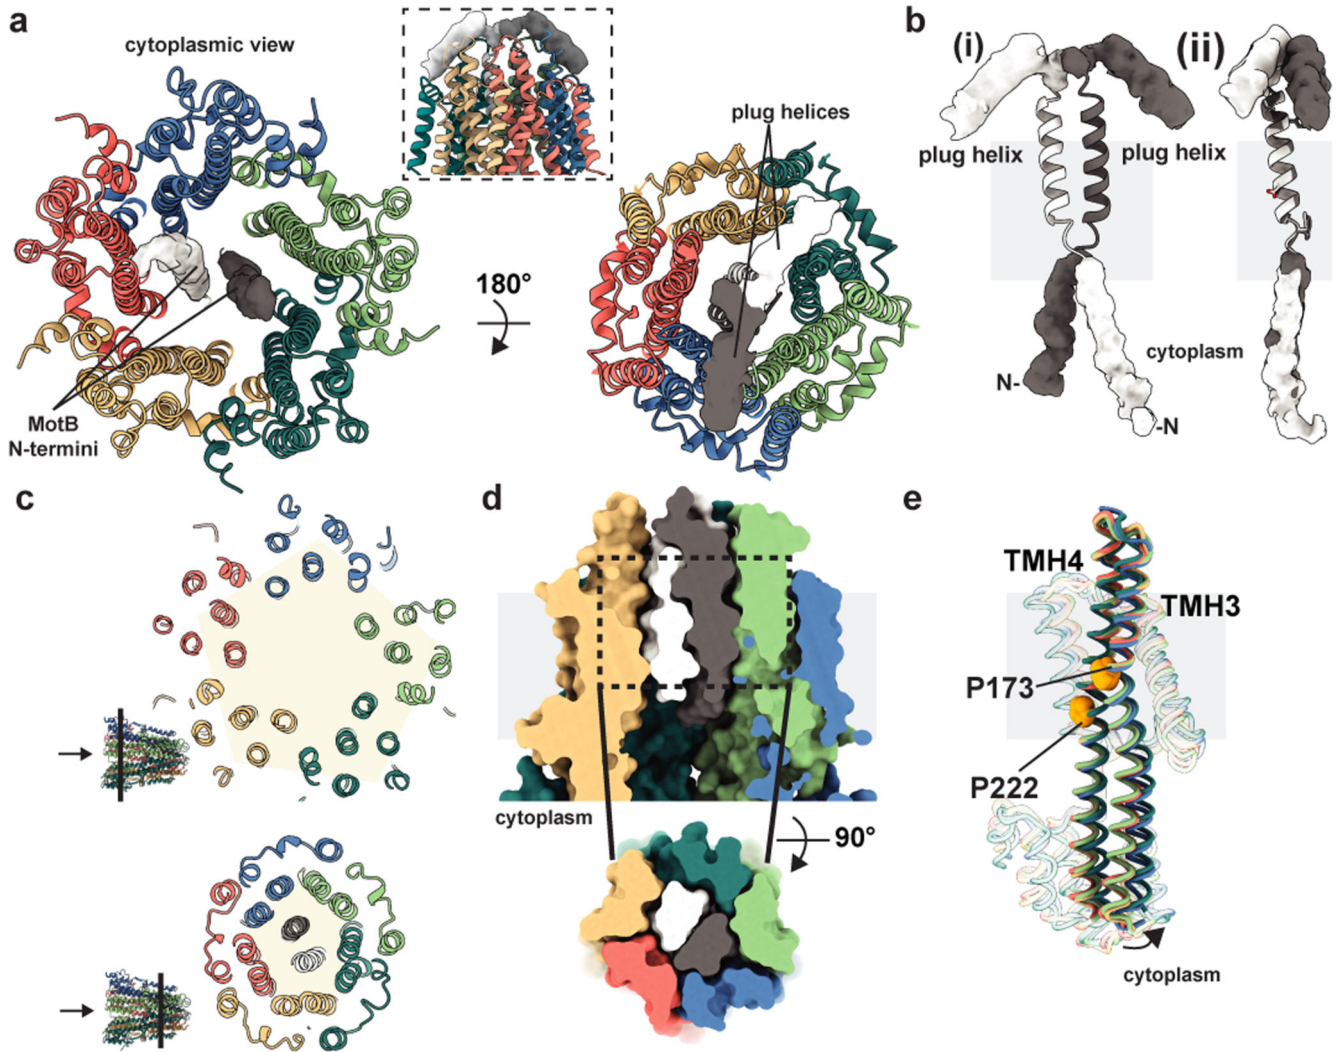 a
cytoplasmic view
plug helices
180°
MotB
N-termini
b
(i)
(ii)
plug helix
plug helix
cytoplasm
N-
-N
c
d
cytoplasm
90°
e
TMH4
TMH3
P173
P222
cytoplasm